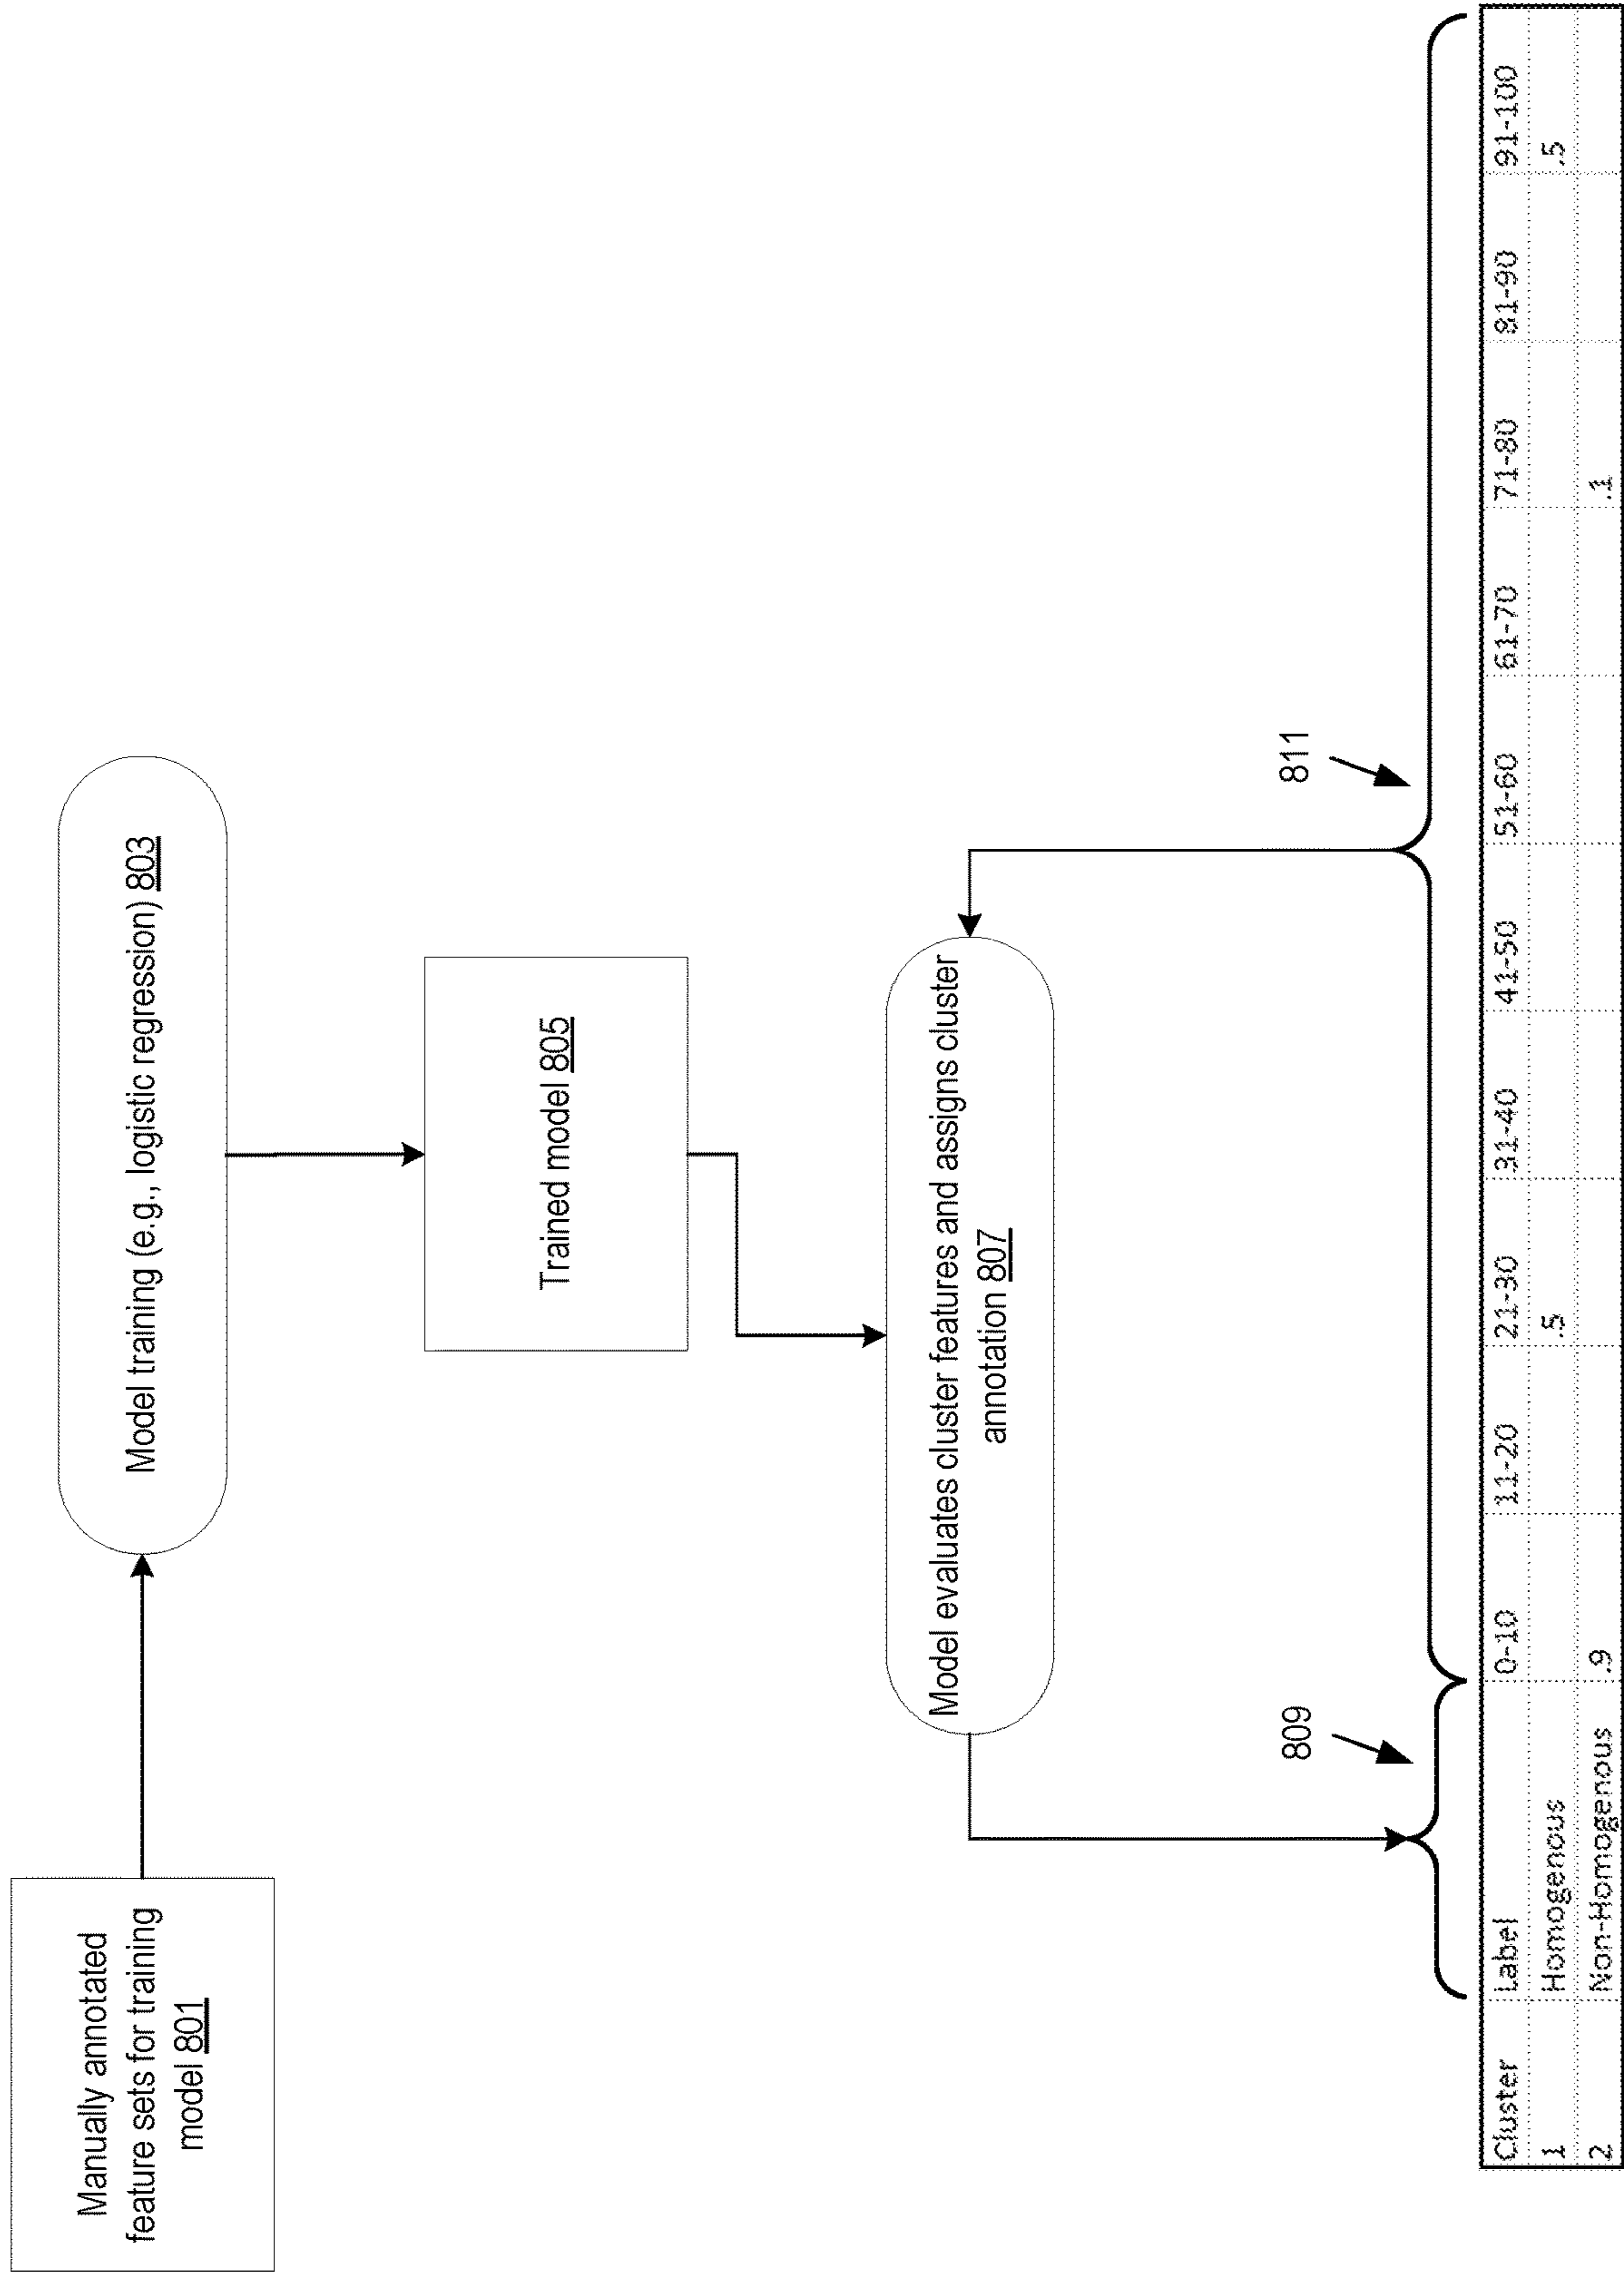 Manually annotated
feature sets for training
model 801
Model training (e.g., logistic regression) 803
Trained model 805
Model evaluates cluster features and assigns cluster
annotation 807
809
811
Cluster Label 0-10 11-20 21-30 31-40 41-50 51-60 61-70 71-80 81-90 91-100
1 Homogenous .5 .5
2 Non-Homogenous .9 .1